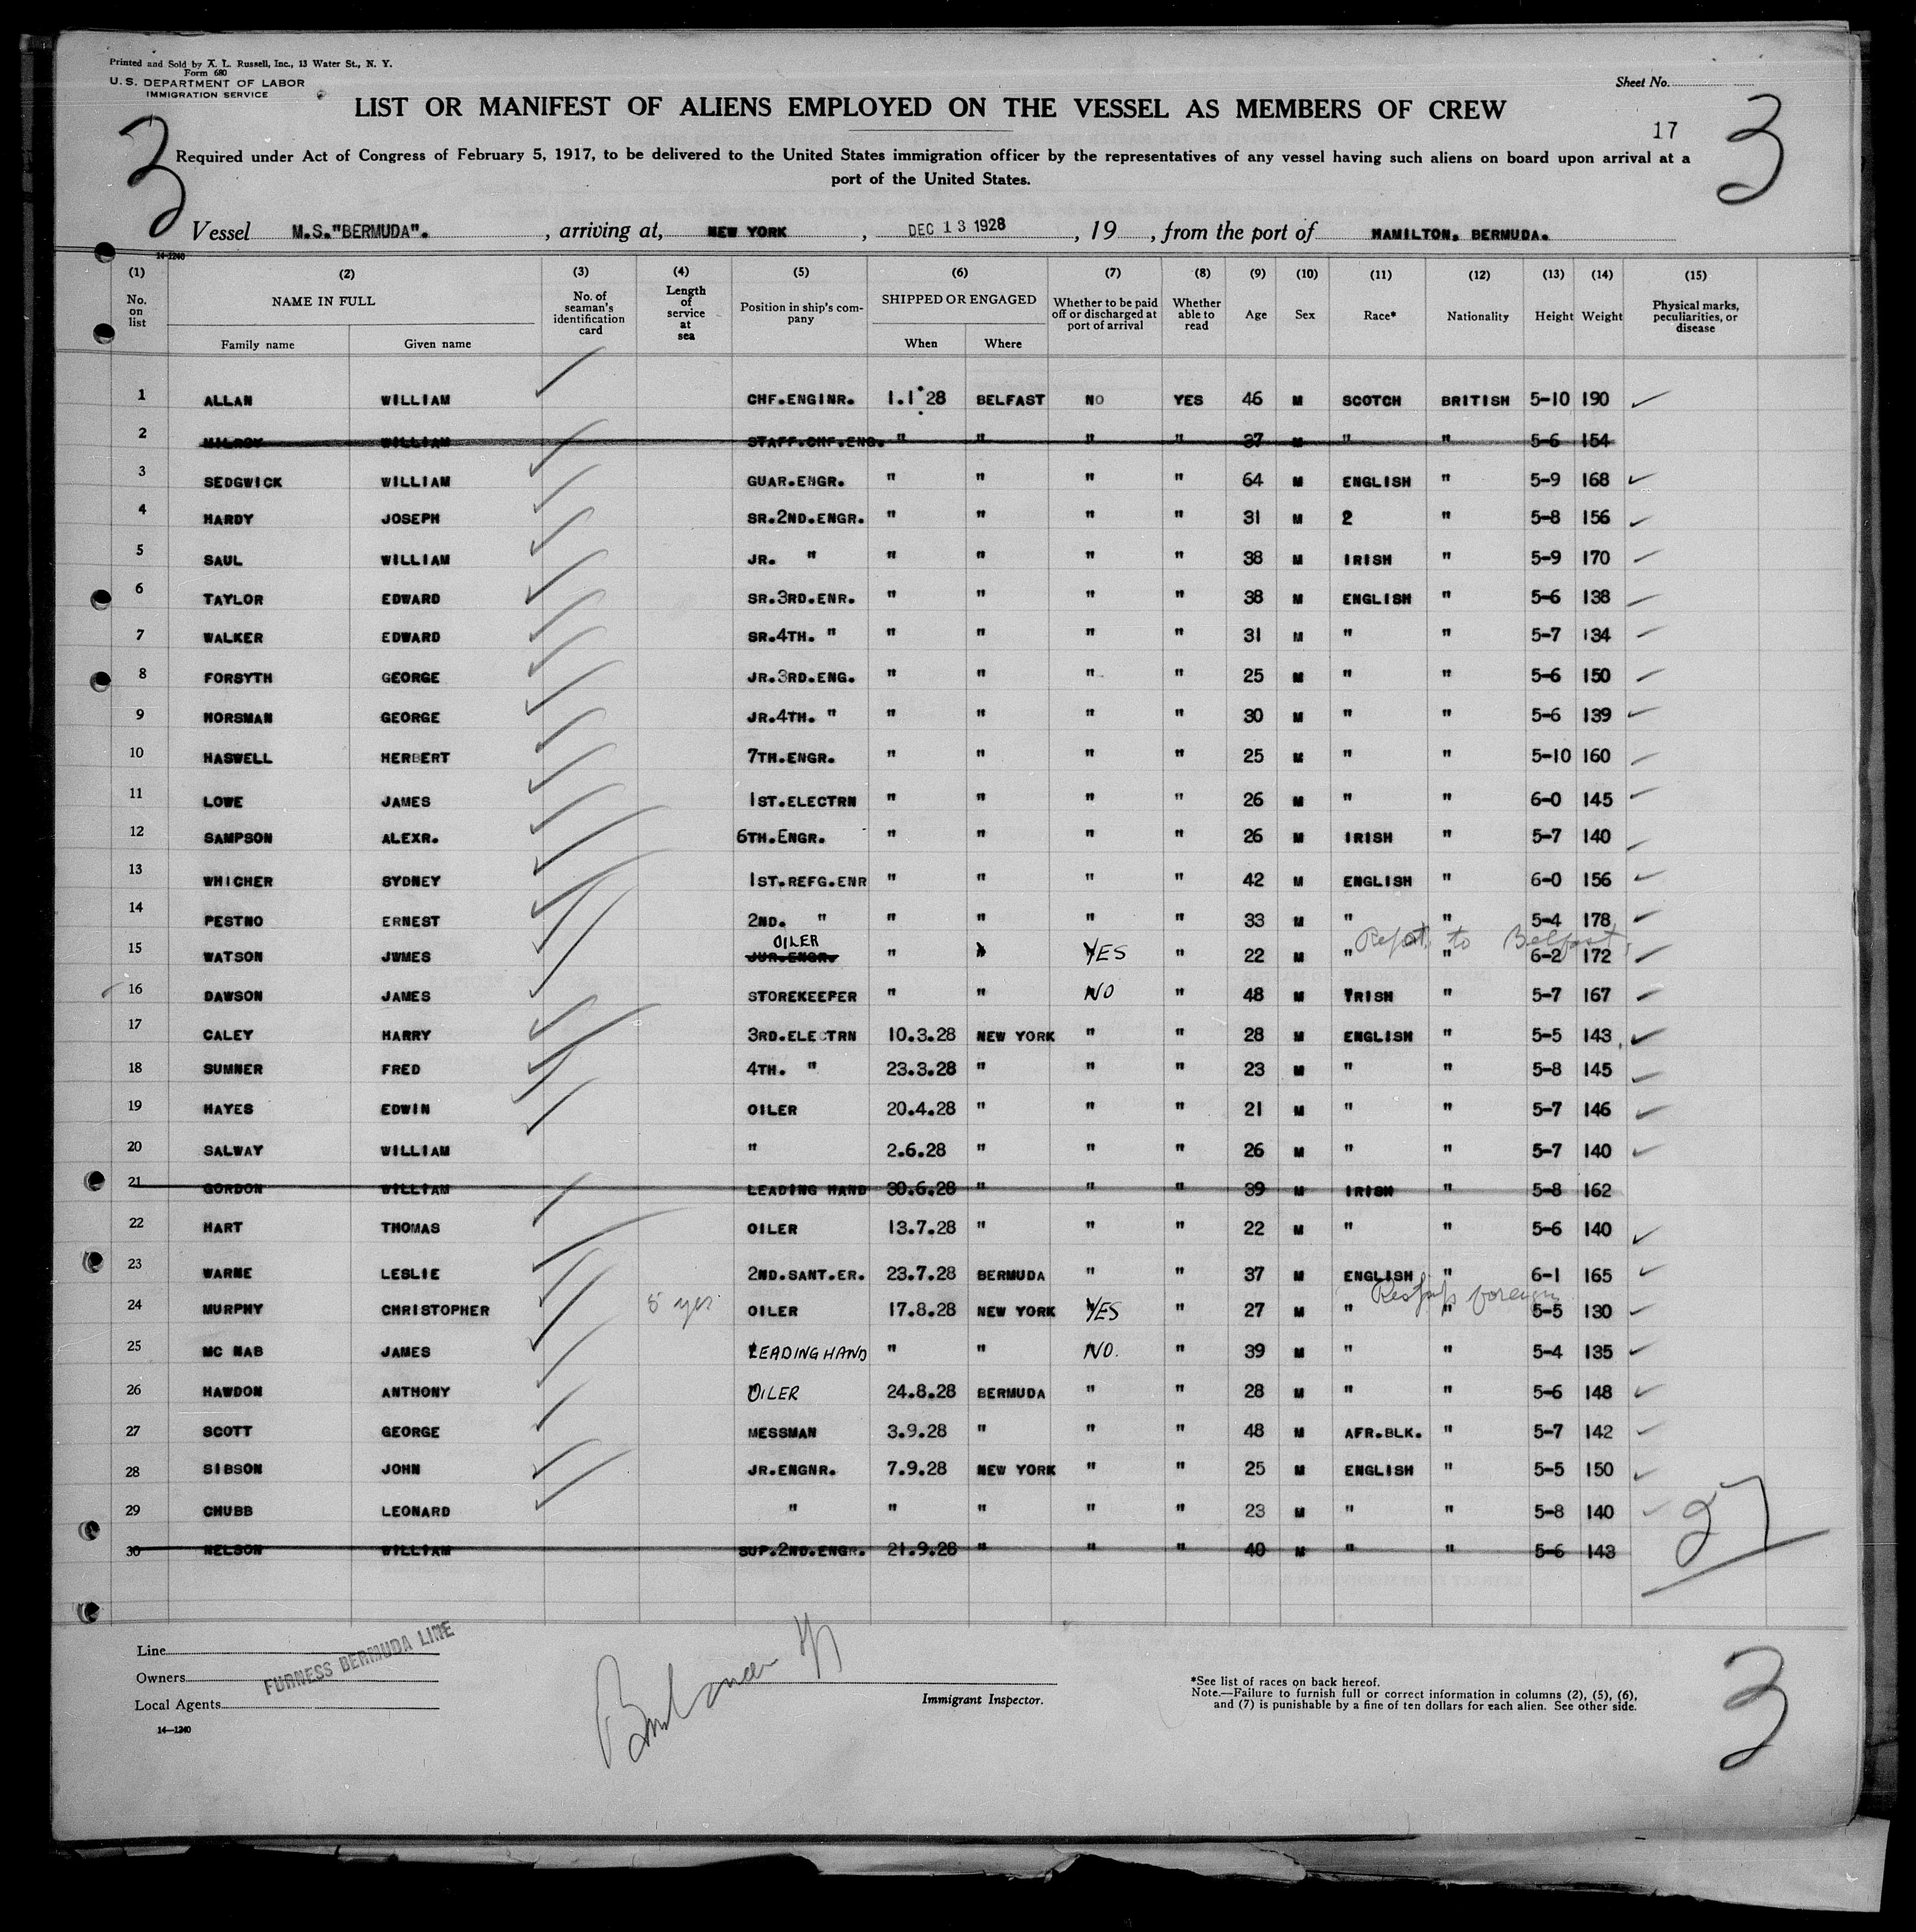 Printed and Sold by A. L. Russell, Inc., 13 Water St., N. Y.
Form 680
U. S. DEPARTMENT OF LABOR
IMMIGRATION SERVICE
Sheet No.
LIST OR MANIFEST OF ALIENS EMPLOYED ON THE VESSEL AS MEMBERS OF CREW
17
3
3
Required under Act of Congress of February 5, 1917, to be delivered to the United States immigration officer by the representatives of any vessel having such aliens on board upon arrival at a
port of the United States.
Vessel M.S."BERMUDA". , arriving at, NEW YORK , DEC 13 1928 , 19 , from the port of HAMILTON, BERMUDA.
14-1240
(1) (2) (3) (4) (5) (6) (7) (8) (9) (10) (11) (12) (13) (14) (15)
No. on list NAME IN FULL Family name Given name No. of seaman's identification card Length of service at sea Position in ship's company SHIPPED OR ENGAGED When Where Whether to be paid off or discharged at port of arrival Whether able to read Age Sex Race* Nationality Height Weight Physical marks, peculiarities, or disease
1 ALLAN WILLIAM CHF.ENGINR. 1.1 28 BELFAST NO YES 46 M SCOTCH BRITISH 5-10 190
2 MILROY WILLIAM STAFF.CHF.ENG. " " " " 37 M " " 5-6 154
3 SEDGWICK WILLIAM GUAR.ENGR. " " " " 64 M ENGLISH " 5-9 168
4 HARDY JOSEPH SR.2ND.ENGR. " " " " 31 M 2 " 5-8 156
5 SAUL WILLIAM JR. " " " " " 38 M IRISH " 5-9 170
6 TAYLOR EDWARD SR.3RD.ENR. " " " " 38 M ENGLISH " 5-6 138
7 WALKER EDWARD SR.4TH. " " " " " 31 M " " 5-7 134
8 FORSYTH GEORGE JR.3RD.ENG. " " " " 25 M " " 5-6 150
9 HORSMAN GEORGE JR.4TH. " " " " " 30 M " " 5-6 139
10 HASWELL HERBERT 7TH.ENGR. " " " " 25 M " " 5-10 160
11 LOWE JAMES 1ST.ELECTRN " " " " 26 M " " 6-0 145
12 SAMPSON ALEXR. 6TH.ENGR. " " " " 26 M IRISH " 5-7 140
13 WHICHER SYDNEY 1ST.REFG.ENR " " " " 42 M ENGLISH " 6-0 156
14 PESTNO ERNEST 2ND. " " " " " 33 M " " 5-4 178
OILER to Belfast
15 WATSON JWMES JUR.ENGR. " " YES " 22 M " " 6-2 172
16 DAWSON JAMES STOREKEEPER " " NO " 48 M IRISH " 5-7 167
17 CALEY HARRY 3RD.ELECTRN 10.3.28 NEW YORK " " 28 M ENGLISH " 5-5 143
18 SUMNER FRED 4TH. " 23.3.28 " " " 23 M " " 5-8 145
19 HAYES EDWIN OILER 20.4.28 " " " 21 M " " 5-7 146
20 SALWAY WILLIAM " 2.6.28 " " " 26 M " " 5-7 140
21 GORDON WILLIAM LEADING HAND 30.6.28 " " " 39 M IRISH " 5-8 162
22 HART THOMAS OILER 13.7.28 " " " 22 M " " 5-6 140
23 WARNE LESLIE 2ND.SANT.ER. 23.7.28 BERMUDA " " 37 M ENGLISH " 6-1 165
foreign
24 MURPHY CHRISTOPHER 5 yrs OILER 17.8.28 NEW YORK YES " 27 M " " 5-5 130
25 MC NAB JAMES LEADING HAND " " NO. " 39 M " " 5-4 135
26 HAWDON ANTHONY OILER 24.8.28 BERMUDA " " 28 M " " 5-6 148
27 SCOTT GEORGE MESSMAN 3.9.28 " " " 48 M AFR.BLK. " 5-7 142
28 SIBSON JOHN JR.ENGNR. 7.9.28 NEW YORK " " 25 M ENGLISH " 5-5 150
29 CHUBB LEONARD " " " " " 23 M " " 5-8 140
27
30 NELSON WILLIAM SUP.2ND.ENGR. 21.9.28 " " " 40 M " " 5-6 143
Line
Owners
Local Agents
FURNESS BERMUDA LINE
14—1240
Immigrant Inspector.
*See list of races on back hereof.
Note.—Failure to furnish full or correct information in columns (2), (5), (6),
and (7) is punishable by a fine of ten dollars for each alien. See other side.
3